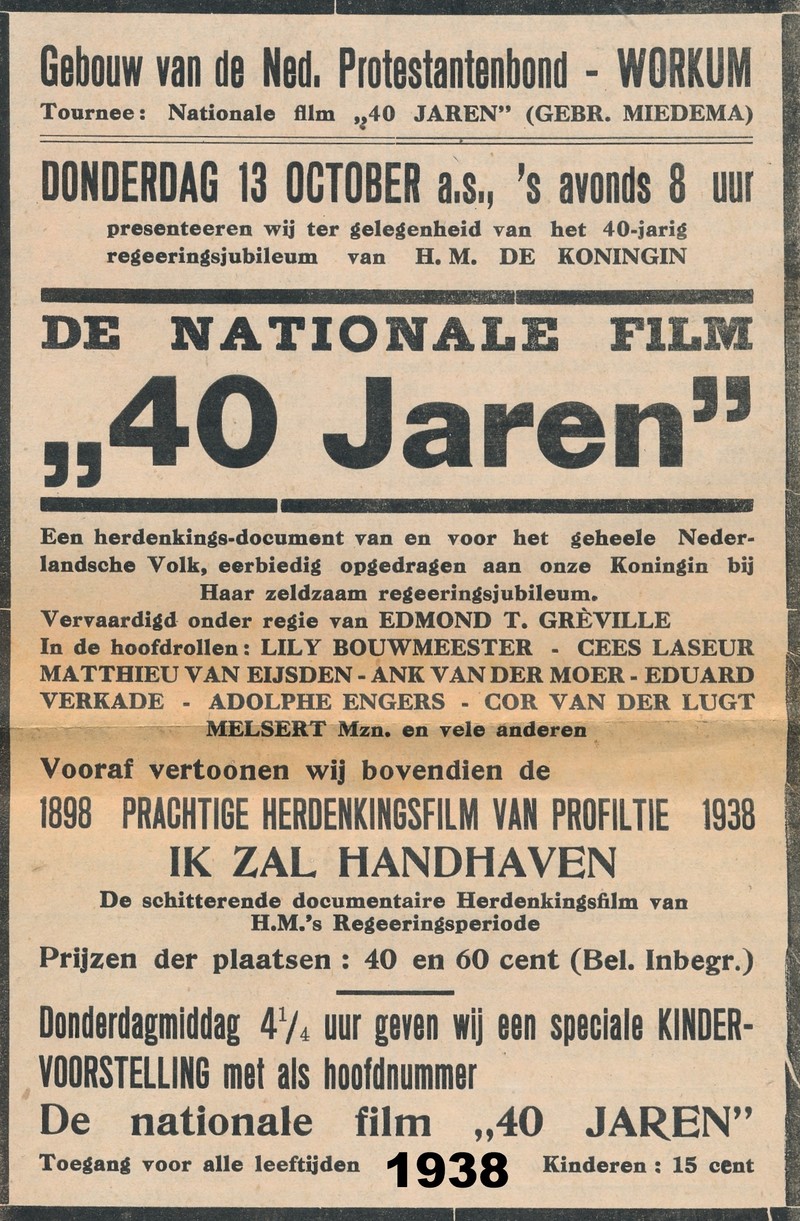 Gebouw van de Ned. Protestantenbond - WORKUM
Tournee: Nationale film „40 JAREN” (GEBR. MIEDEMA)
DONDERDAG 13 OCTOBER a.s., 's avonds 8 uur
presenteeren wij ter gelegenheid van het 40-jarig
regeeringsjubileum van H. M. DE KONINGIN
DE NATIONALE FILM
„40 Jaren”
Een herdenkings-document van en voor het geheele Neder-
landsche Volk, eerbiedig opgedragen aan onze Koningin bij
Haar zeldzaam regeeringsjubileum.
Vervaardigd onder regie van EDMOND T. GRÈVILLE
In de hoofdrollen: LILY BOUWMEESTER - CEES LASEUR
MATTHIEU VAN EIJSDEN - ANK VAN DER MOER - EDUARD
VERKADE - ADOLPHE ENGERS - COR VAN DER LUGT
MELSERT Mzn. en vele anderen
Vooraf vertoonen wij bovendien de
1898 PRACHTIGE HERDENKINGSFILM VAN PROFILTIE 1938
IK ZAL HANDHAVEN
De schitterende documentaire Herdenkingsfilm van
H.M.'s Regeeringsperiode
Prijzen der plaatsen : 40 en 60 cent (Bel. Inbegr.)
Donderdagmiddag 4¼ uur geven wij een speciale KINDER-
VOORSTELLING met als hoofdnummer
De nationale film „40 JAREN”
Toegang voor alle leeftijden 1938 Kinderen : 15 cent